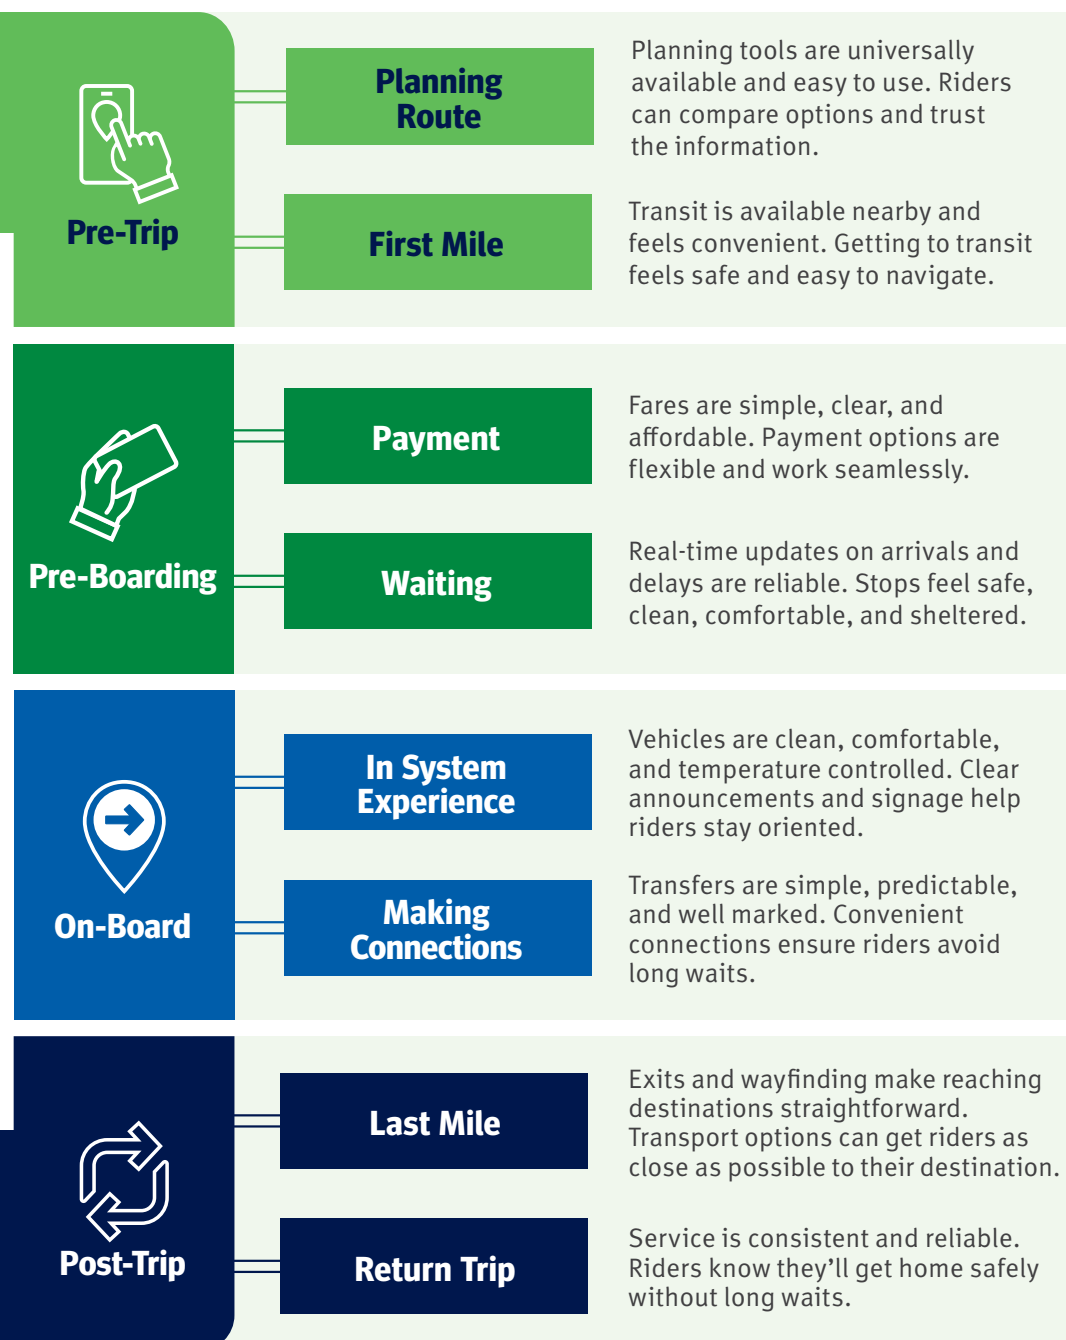 Pre-Trip
Planning
Route
Planning tools are universally
available and easy to use. Riders
can compare options and trust
the information.
First Mile
Transit is available nearby and
feels convenient. Getting to transit
feels safe and easy to navigate.
Pre-Boarding
Payment
Fares are simple, clear, and
affordable. Payment options are
flexible and work seamlessly.
Waiting
Real-time updates on arrivals and
delays are reliable. Stops feel safe,
clean, comfortable, and sheltered.
On-Board
In System
Experience
Vehicles are clean, comfortable,
and temperature controlled. Clear
announcements and signage help
riders stay oriented.
Making
Connections
Transfers are simple, predictable,
and well marked. Convenient
connections ensure riders avoid
long waits.
Post-Trip
Last Mile
Exits and wayfinding make reaching
destinations straightforward.
Transport options can get riders as
close as possible to their destination.
Return Trip
Service is consistent and reliable.
Riders know they’ll get home safely
without long waits.